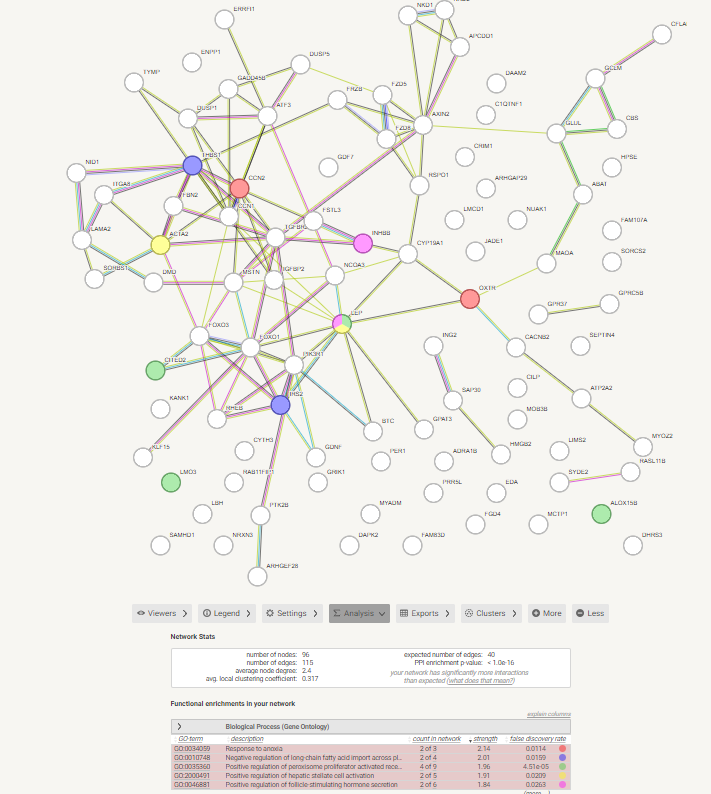 ERRFI1
NKD1
APCDD1
CFLAR
ENPP1
DUSP5
TYMP
GADD45B
FRZB
FZD5
DAAM2
GCLM
DUSP1
ATF3
C1QTNF1
AXIN2
GLUL
CBS
FZD8
THBS1
GDF7
CRIM1
HPSE
NID1
CCN2
RSPO1
ARHGAP29
ABAT
ITGA8
FBN2
CCN1
FSTL3
LMCD1
NUAK1
FAM107A
LAMA2
ACTA2
INHBB
CYP19A1
JADE1
MAOA
SORCS2
SORBS1
DMD
MSTN
IGFBP2
NCOA3
OXTR
GPR37
GPRC5B
LEP
FOXO3
FOXO1
PIK3R1
ING2
CACNB2
SEPTIN4
CITED2
CILP
KANK1
RHEB
IRS2
BTC
GPAT3
SAP30
MOB3B
ATP2A2
KLF15
CYTH3
GDNF
PER1
ADRA1B
HMGB2
LIMS2
MYOZ2
LMO3
RAB11FIP1
GRIK1
PRR5L
EDA
SYDE2
RASL11B
LBH
PTK2B
MYADM
FGD4
MCTP1
ALOX15B
SAMHD1
NRXN3
DAPK2
FAM83D
DHRS3
ARHGEF28
Viewers
Legend
Settings
Analysis
Exports
Clusters
More
Less
Network Stats
number of nodes: 96
number of edges: 115
average node degree: 2.4
avg. local clustering coefficient: 0.317
expected number of edges: 40
PPI enrichment p-value: < 1.0e-16
your network has significantly more interactions
than expected (what does that mean?)
Functional enrichments in your network
explain columns
Biological Process (Gene Ontology)
GO-term description count in network strength false discovery rate
GO:0034059 Response to anoxia 2 of 3 2.14 0.0114
GO:0010748 Negative regulation of long-chain fatty acid import across pl... 2 of 4 2.01 0.0159
GO:0035360 Positive regulation of peroxisome proliferator activated rece... 4 of 9 1.96 4.51e-05
GO:2000491 Positive regulation of hepatic stellate cell activation 2 of 5 1.91 0.0209
GO:0046881 Positive regulation of follicle-stimulating hormone secretion 2 of 6 1.84 0.0263
(more ...)